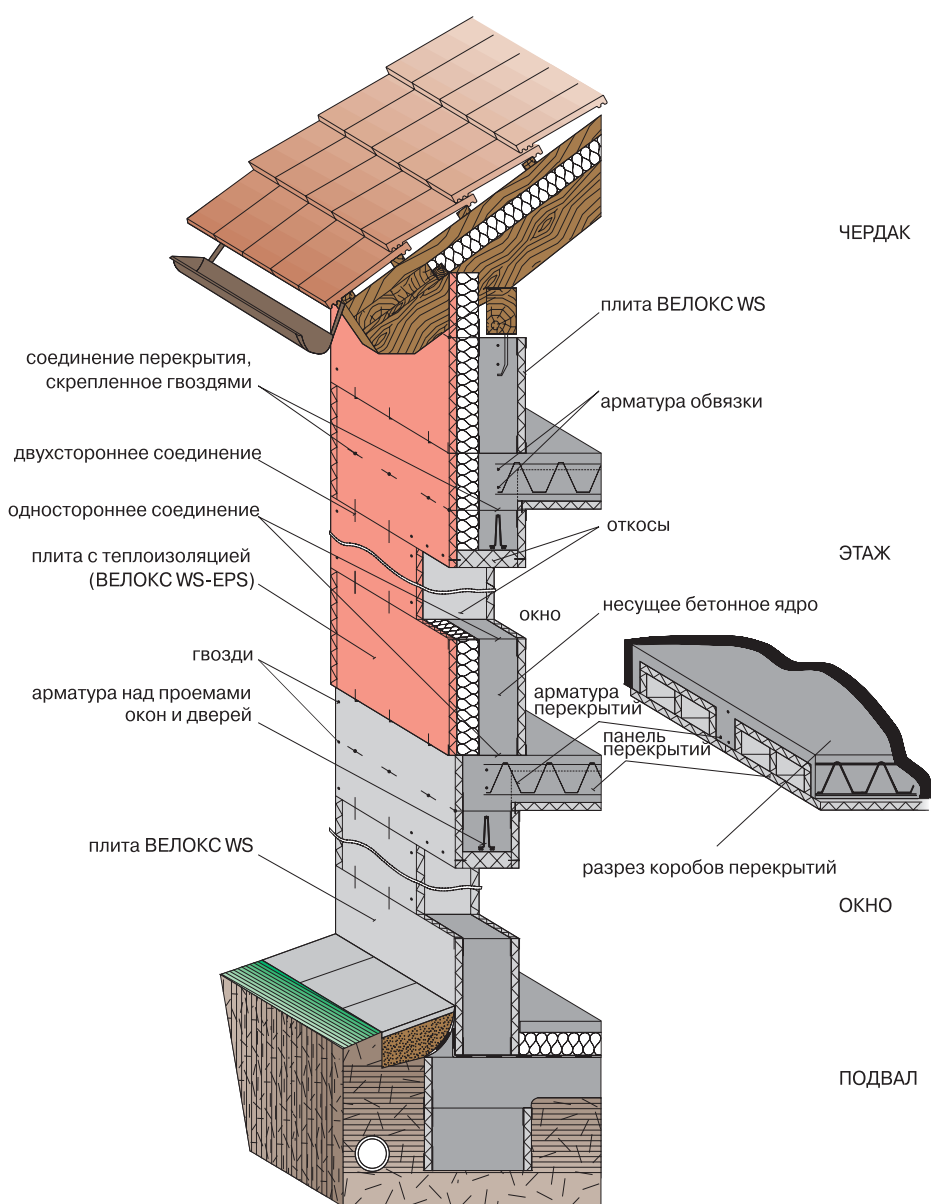 ЧЕРДАК
плита ВЕЛОКС WS
соединение перекрытия,
скрепленное гвоздями
арматура обвязки
двухстороннее соединение
одностороннее соединение
откосы
плита с теплоизоляцией
(ВЕЛОКС WS-EPS)
ЭТАЖ
окно
несущее бетонное ядро
гвозди
арматура над проемами
окон и дверей
арматура
перекрытий
панель
перекрытий
плита ВЕЛОКС WS
разрез коробов перекрытий
ОКНО
ПОДВАЛ